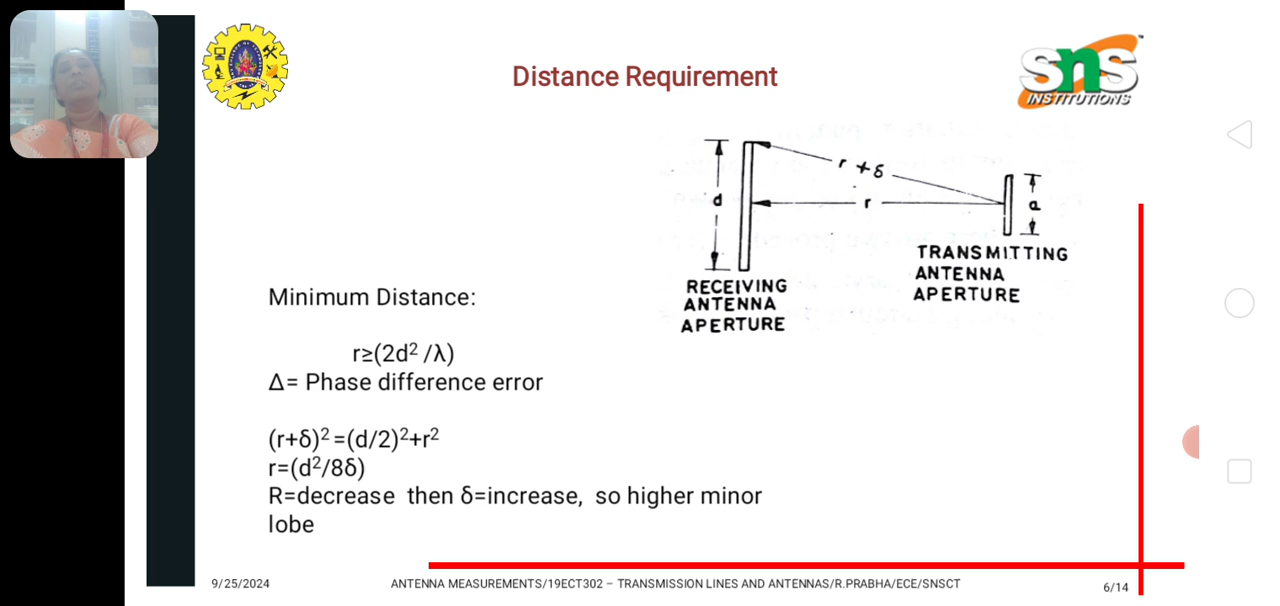 Distance Requirement
SNS
INSTITUTIONS
r + δ
d
r
a
TRANSMITTING
ANTENNA
APERTURE
RECEIVING
ANTENNA
APERTURE
Minimum Distance:
r≥(2d² /λ)
Δ= Phase difference error
(r+δ)² =(d/2)²+r²
r=(d²/8δ)
R=decrease then δ=increase, so higher minor
lobe
9/25/2024
ANTENNA MEASUREMENTS/19ECT302 – TRANSMISSION LINES AND ANTENNAS/R.PRABHA/ECE/SNSCT
6/14